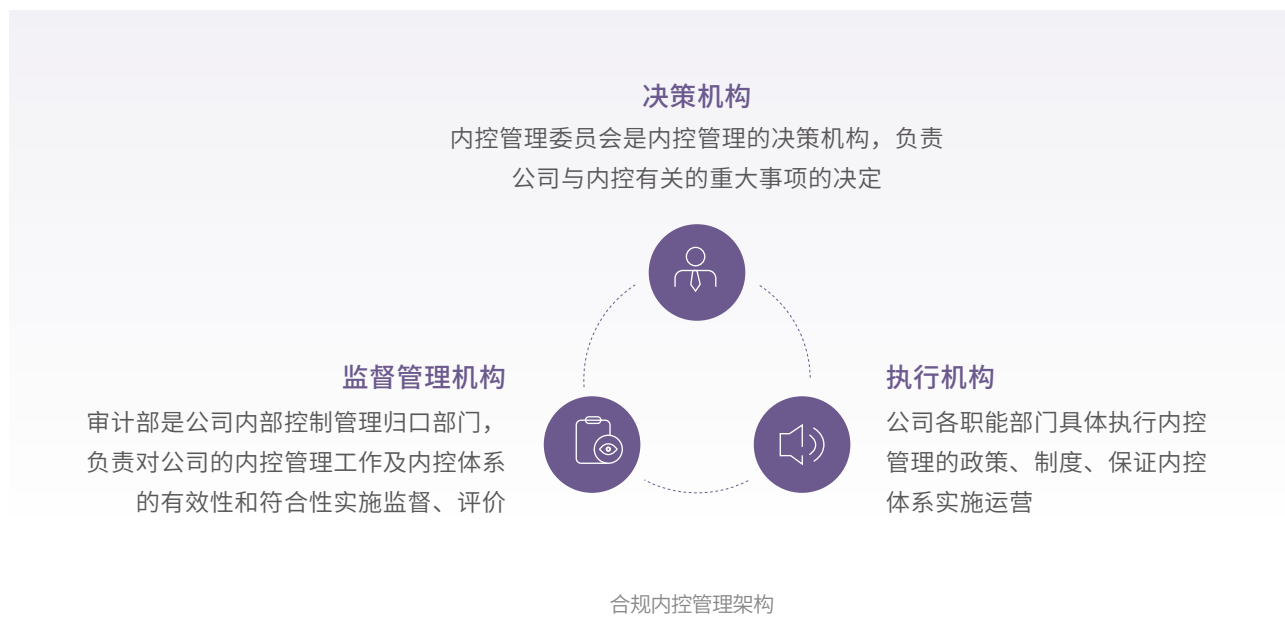 决策机构
内控管理委员会是内控管理的决策机构，负责
公司与内控有关的重大事项的决定
监督管理机构
审计部是公司内部控制管理归口部门，
负责对公司的内控管理工作及内控体系
的有效性和符合性实施监督、评价
执行机构
公司各职能部门具体执行内控
管理的政策、制度、保证内控
体系实施运营
合规内控管理架构